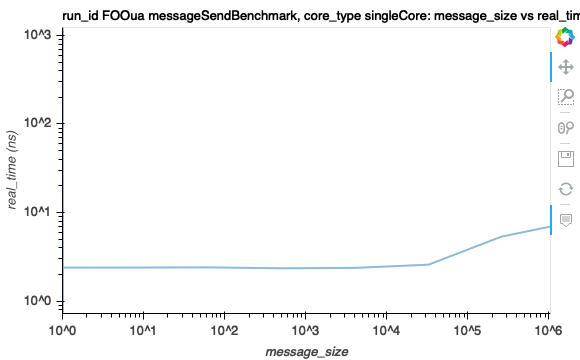 run_id FOOua messageSendBenchmark, core_type singleCore: message_size vs real_tim
10^3
10^2
10^1
10^0
real_time (ns)
10^0 10^1 10^2 10^3 10^4 10^5 10^6
message_size